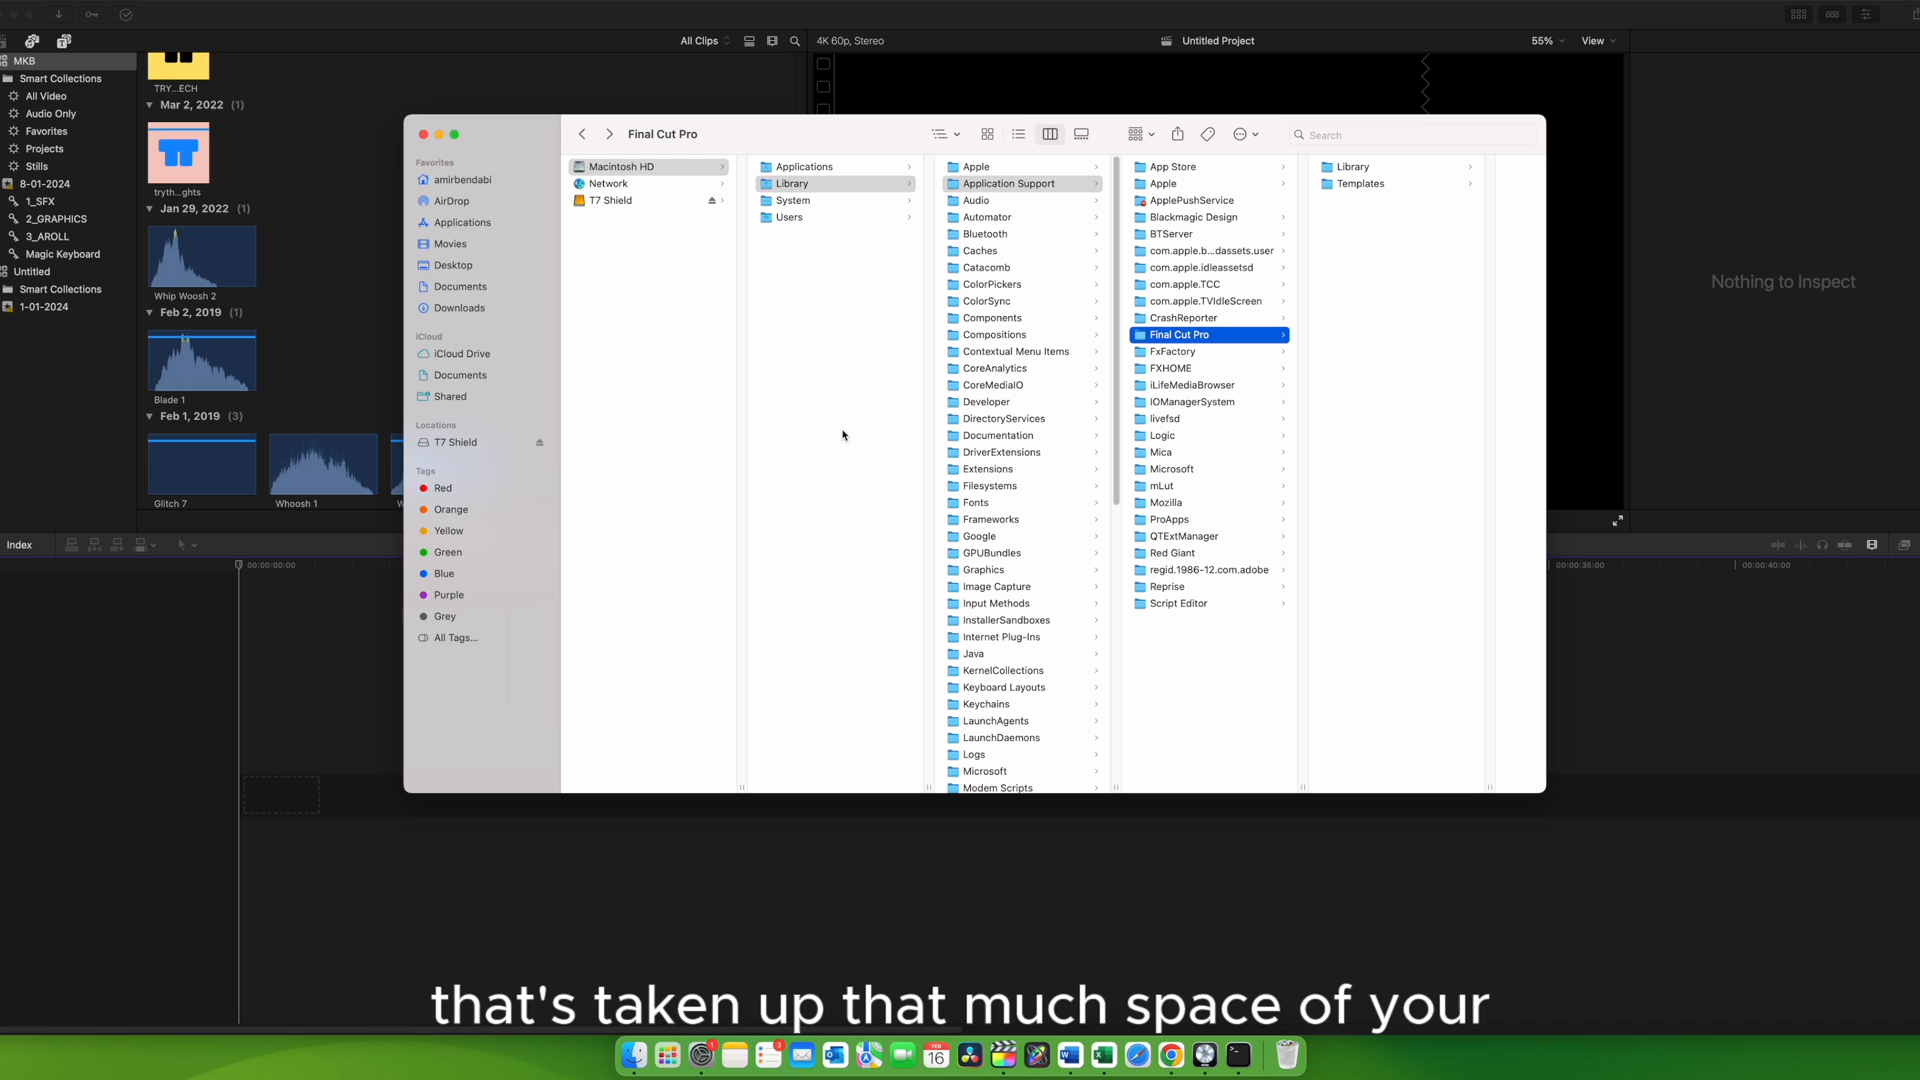 All Clips
4K 60p, Stereo
Untitled Project
55%
View
MKB
Smart Collections
All Video
Audio Only
Favorites
Projects
Stills
8-01-2024
1_SFX
2_GRAPHICS
3_AROLL
Magic Keyboard
Untitled
Smart Collections
1-01-2024
TRY...ECH
Mar 2, 2022 (1)
tryth...ghts
Jan 29, 2022 (1)
Whip Woosh 2
Feb 2, 2019 (1)
Blade 1
Feb 1, 2019 (3)
Glitch 7
Whoosh 1
Final Cut Pro
Search
Favorites
amirbendabi
AirDrop
Applications
Movies
Desktop
Documents
Downloads
iCloud
iCloud Drive
Documents
Shared
Locations
T7 Shield
Tags
Red
Orange
Yellow
Green
Blue
Purple
Grey
All Tags...
Macintosh HD
Network
T7 Shield
Applications
Library
System
Users
Apple
Application Support
Audio
Automator
Bluetooth
Caches
Catacomb
ColorPickers
ColorSync
Components
Compositions
Contextual Menu Items
CoreAnalytics
CoreMediaIO
Developer
DirectoryServices
Documentation
DriverExtensions
Extensions
Filesystems
Fonts
Frameworks
Google
GPUBundles
Graphics
Image Capture
Input Methods
InstallerSandboxes
Internet Plug-Ins
Java
KernelCollections
Keyboard Layouts
Keychains
LaunchAgents
LaunchDaemons
Logs
Microsoft
Modem Scripts
App Store
Apple
ApplePushService
Blackmagic Design
BTServer
com.apple.b...dassets.user
com.apple.idleassetsd
com.apple.TCC
com.apple.TVIdleScreen
CrashReporter
Final Cut Pro
FxFactory
FXHOME
iLifeMediaBrowser
IOManagerSystem
livefsd
Logic
Mica
Microsoft
mLut
Mozilla
ProApps
QTExtManager
Red Giant
regid.1986-12.com.adobe
Reprise
Script Editor
Library
Templates
Nothing to Inspect
Index
00:00:00:00
00:00:35:00
00:00:40:00
that's taken up that much space of your
1
3
FEB
16